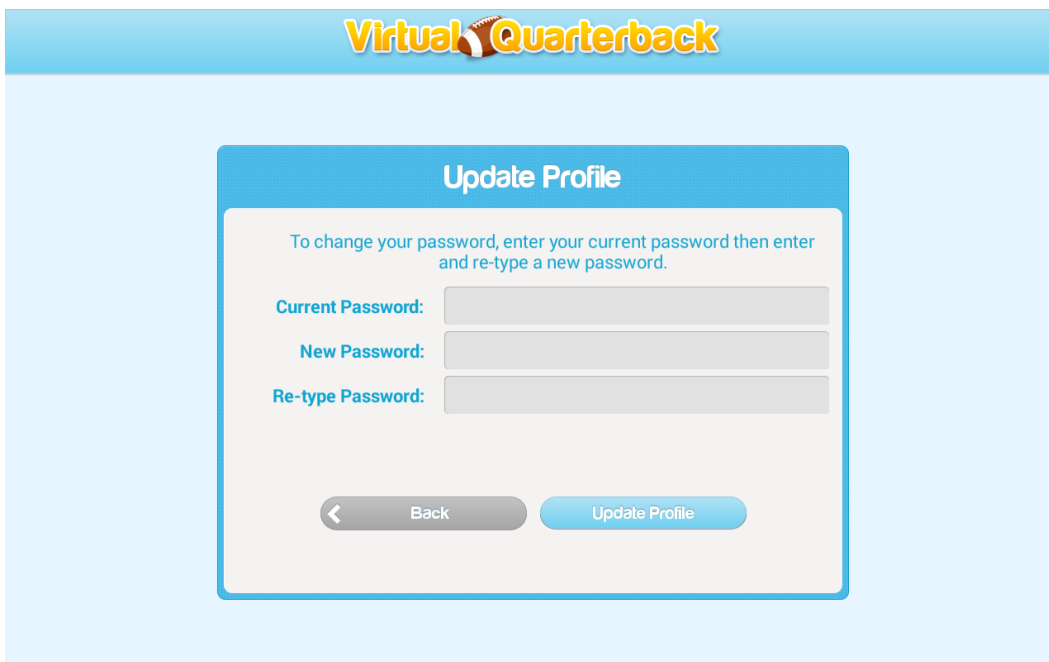 Virtual Quarterback
Update Profile
To change your password, enter your current password then enter
and re-type a new password.
Current Password:
New Password:
Re-type Password:
Back
Update Profile